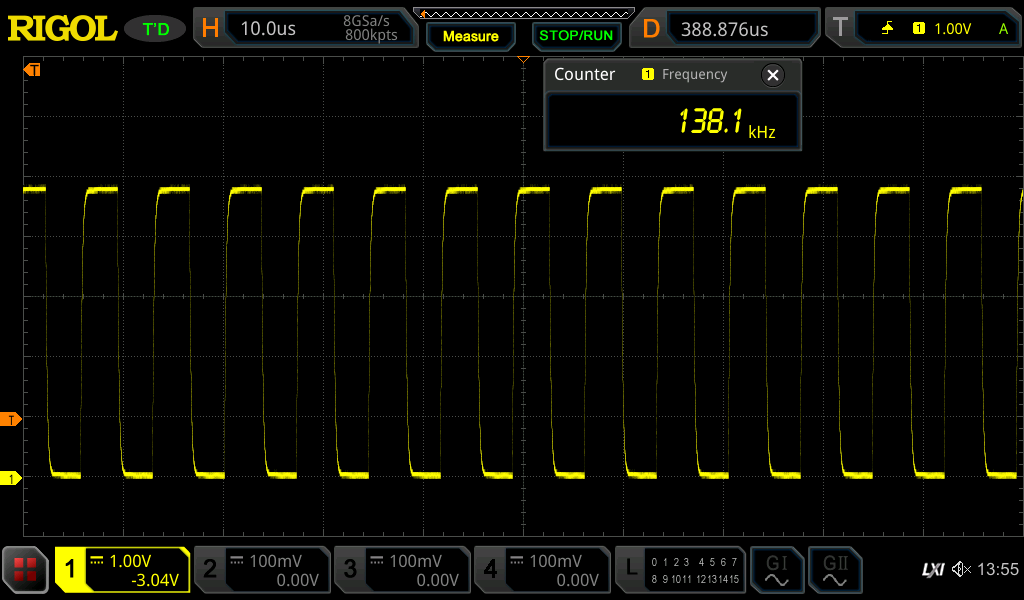 RIGOL T'D H 10.0us 8GSa/s 800kpts Measure STOP/RUN D 388.876us T 1 1.00V A
T
Counter 1 Frequency
138.1 kHz
T
1
1 1.00V -3.04V 2 100mV 0.00V 3 100mV 0.00V 4 100mV 0.00V L 0 1 2 3 4 5 6 7 GI GII LXI 13:55
8 9 10 11 12 13 14 15